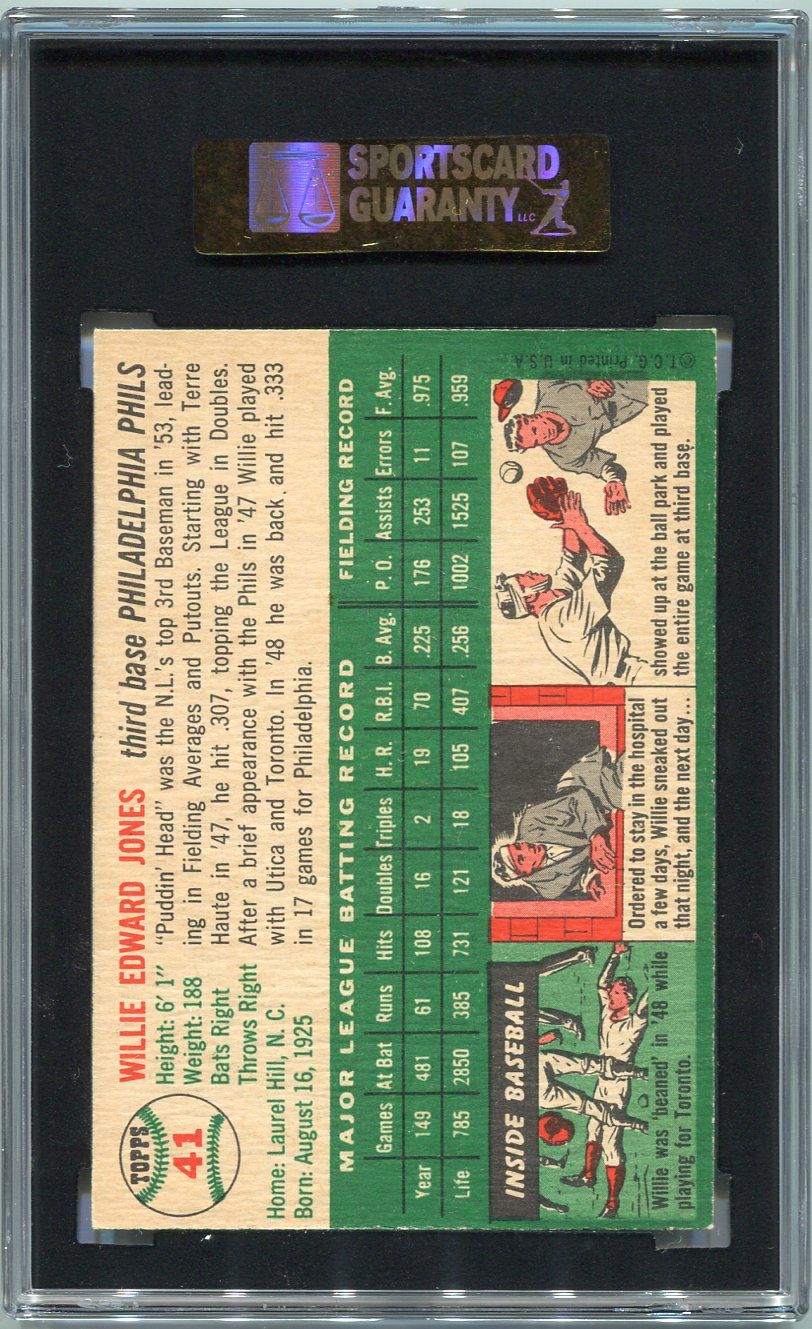 SPORTSCARD
GUARANTY LLC
TOPPS
41
WILLIE EDWARD JONES third base PHILADELPHIA PHILS
Height: 6' 1"
Weight: 188
Bats Right
Throws Right
Home: Laurel Hill, N. C.
Born: August 16, 1925
"Puddin' Head" was the N.L.'s top 3rd Baseman in '53, lead-
ing in Fielding Averages and Putouts. Starting with Terre
Haute in '47, he hit .307, topping the League in Doubles.
After a brief appearance with the Phils in '47 Willie played
with Utica and Toronto. In '48 he was back and hit .333
in 17 games for Philadelphia.
MAJOR LEAGUE BATTING RECORD FIELDING RECORD
Games At Bat Runs Hits Doubles Triples H. R. R.B.I. B. Avg. P. O. Assists Errors F. Avg.
Year 149 481 61 108 16 2 19 70 .225 176 253 11 .975
Life 785 2850 385 731 121 18 105 407 .256 1002 1525 107 .959
INSIDE BASEBALL
Willie was 'beaned' in '48 while
playing for Toronto.
Ordered to stay in the hospital
a few days, Willie sneaked out
that night, and the next day...
showed up at the ball park and played
the entire game at third base.
©T.C.G. Printed in U.S.A.